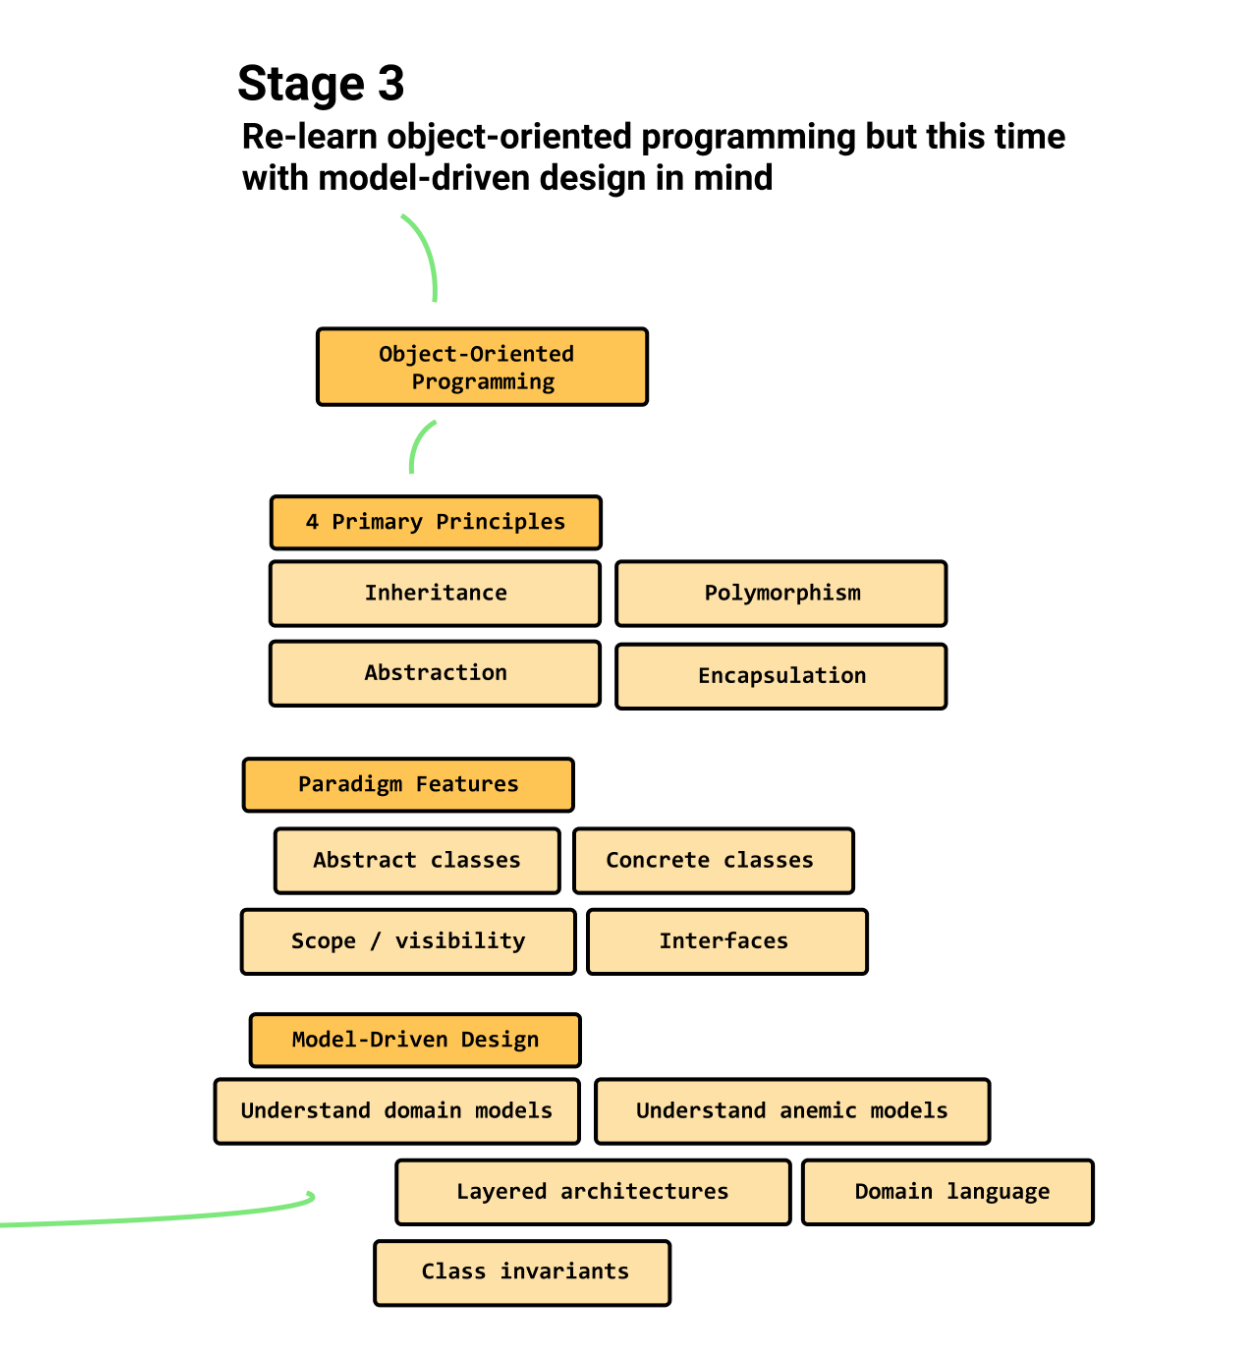 Stage 3
Re-learn object-oriented programming but this time
with model-driven design in mind
Object-Oriented
Programming
4 Primary Principles
Inheritance
Polymorphism
Abstraction
Encapsulation
Paradigm Features
Abstract classes
Concrete classes
Scope / visibility
Interfaces
Model-Driven Design
Understand domain models
Understand anemic models
Layered architectures
Domain language
Class invariants